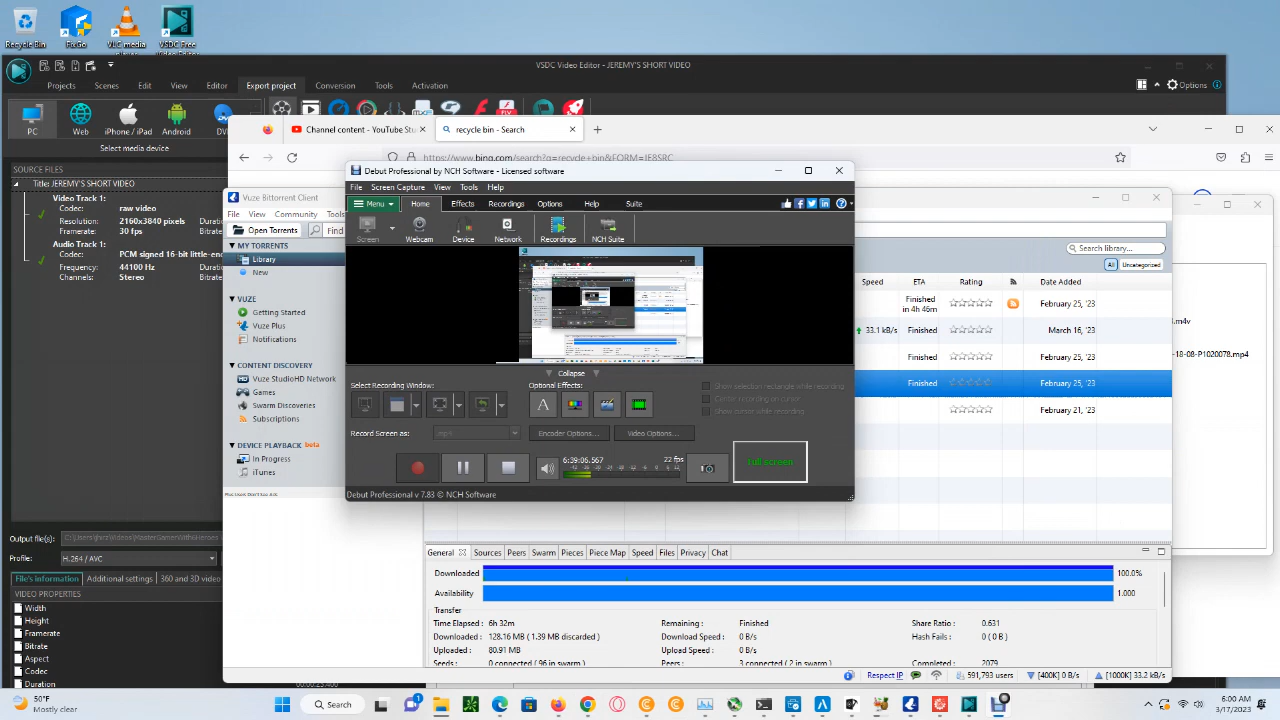 Recycle Bin
FixGo
VLC media
VSDC Free
VSDC Video Editor - JEREMY'S SHORT VIDEO
Projects
Scenes
Edit
View
Editor
Export project
Conversion
Tools
Activation
Options
PC
Web
iPhone / iPad
Android
Select media device
Channel content - YouTube Stu
recycle bin - Search
https://www.bing.com/search?q=recycle+bin&FORM=IE8SRC
SOURCE FILES
Title: JEREMY'S SHORT VIDEO
Video Track 1:
Codec: raw video
Resolution: 2160x3840 pixels
Framerate: 30 fps
Audio Track 1:
Codec: PCM signed 16-bit little-en
Frequency: 44100 Hz
Channels: Stereo
Output file(s):
Profile: H.264 / AVC
File's information
Additional settings
360 and 3D video
VIDEO PROPERTIES
Width
Height
Framerate
Bitrate
Aspect
Codec
Duration
Vuze Bittorrent Client
File View Community Tools
Open Torrents
Find
MY TORRENTS
Library
New
VUZE
Getting Started
Vuze Plus
Notifications
CONTENT DISCOVERY
Vuze StudioHD Network
Games
Swarm Discoveries
Subscriptions
DEVICE PLAYBACK beta
In Progress
iTunes
Debut Professional by NCH Software - Licensed software
File Screen Capture View Tools Help
Menu Home Effects Recordings Options Help Suite
Screen Webcam Device Network Recordings NCH Suite
Collapse
Select Recording Window:
Optional Effects:
Show selection rectangle while recording
Center recording on cursor
Show cursor while recording
Record Screen as: .mp4
Encoder Options...
Video Options...
6:39:06.567
22 fps
Full screen
Debut Professional v 7.83 © NCH Software
Search library...
All Uncategorized
Speed ETA Rating Date Added
Finished
in 4h 46m
February 25, '23
33.1 kB/s Finished March 16, '23
Finished February 25, '23
Finished February 25, '23
February 21, '23
.m4v
-18-08-P1020078.mp4
General Sources Peers Swarm Pieces Piece Map Speed Files Privacy Chat
Downloaded 100.0%
Availability 1.000
Transfer
Time Elapsed : 6h 32m Remaining : Finished Share Ratio : 0.631
Downloaded : 128.16 MB ( 1.39 MB discarded ) Download Speed : 0 B/s Hash Fails : 0 ( 0 B )
Uploaded : 80.91 MB Upload Speed : 0 B/s
Seeds : 0 connected ( 96 in swarm ) Peers : 0 connected ( 2 in swarm ) Completed : 2079
Respect IP
591,793 users
[400K] 0 B/s
[1000K] 33.2 kB/s
50°F
Mostly clear
Search
6:00 AM
3/17/2023